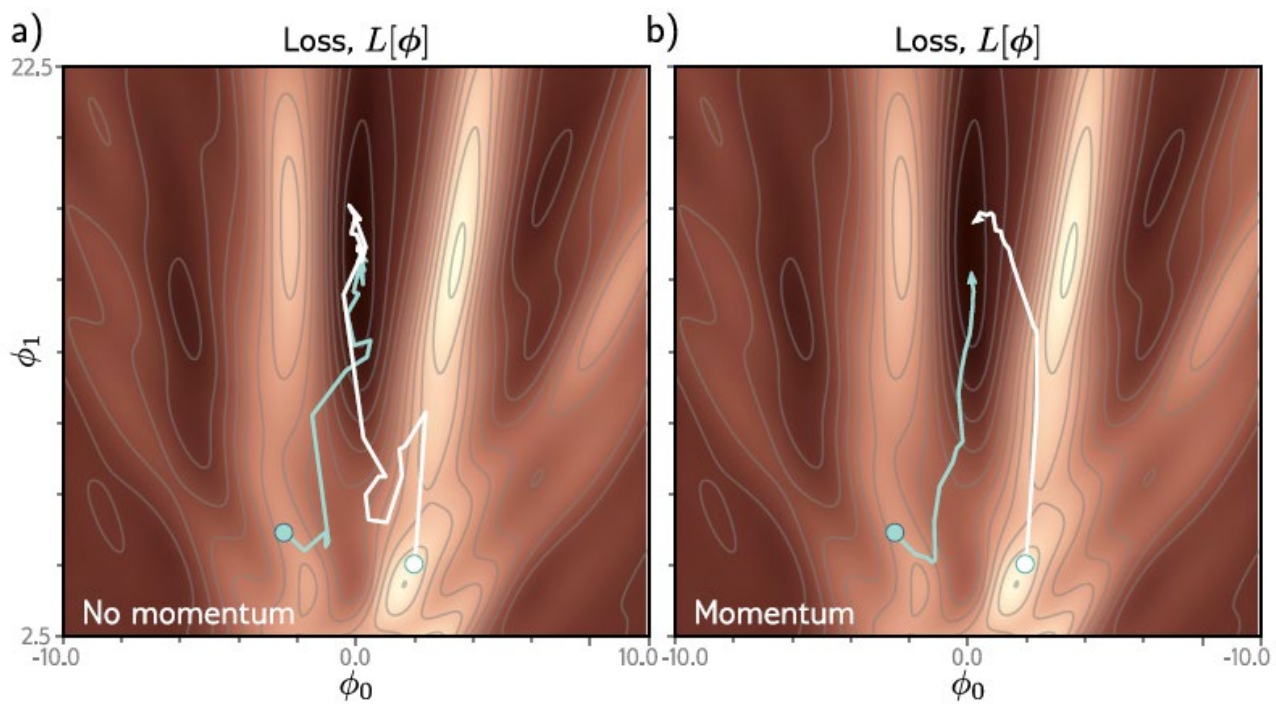 a)
Loss, L[ϕ]
b)
Loss, L[ϕ]
22.5
ϕ₁
2.5
No momentum
Momentum
-10.0
0.0
10.0
-10.0
0.0
-10.0
ϕ₀
ϕ₀